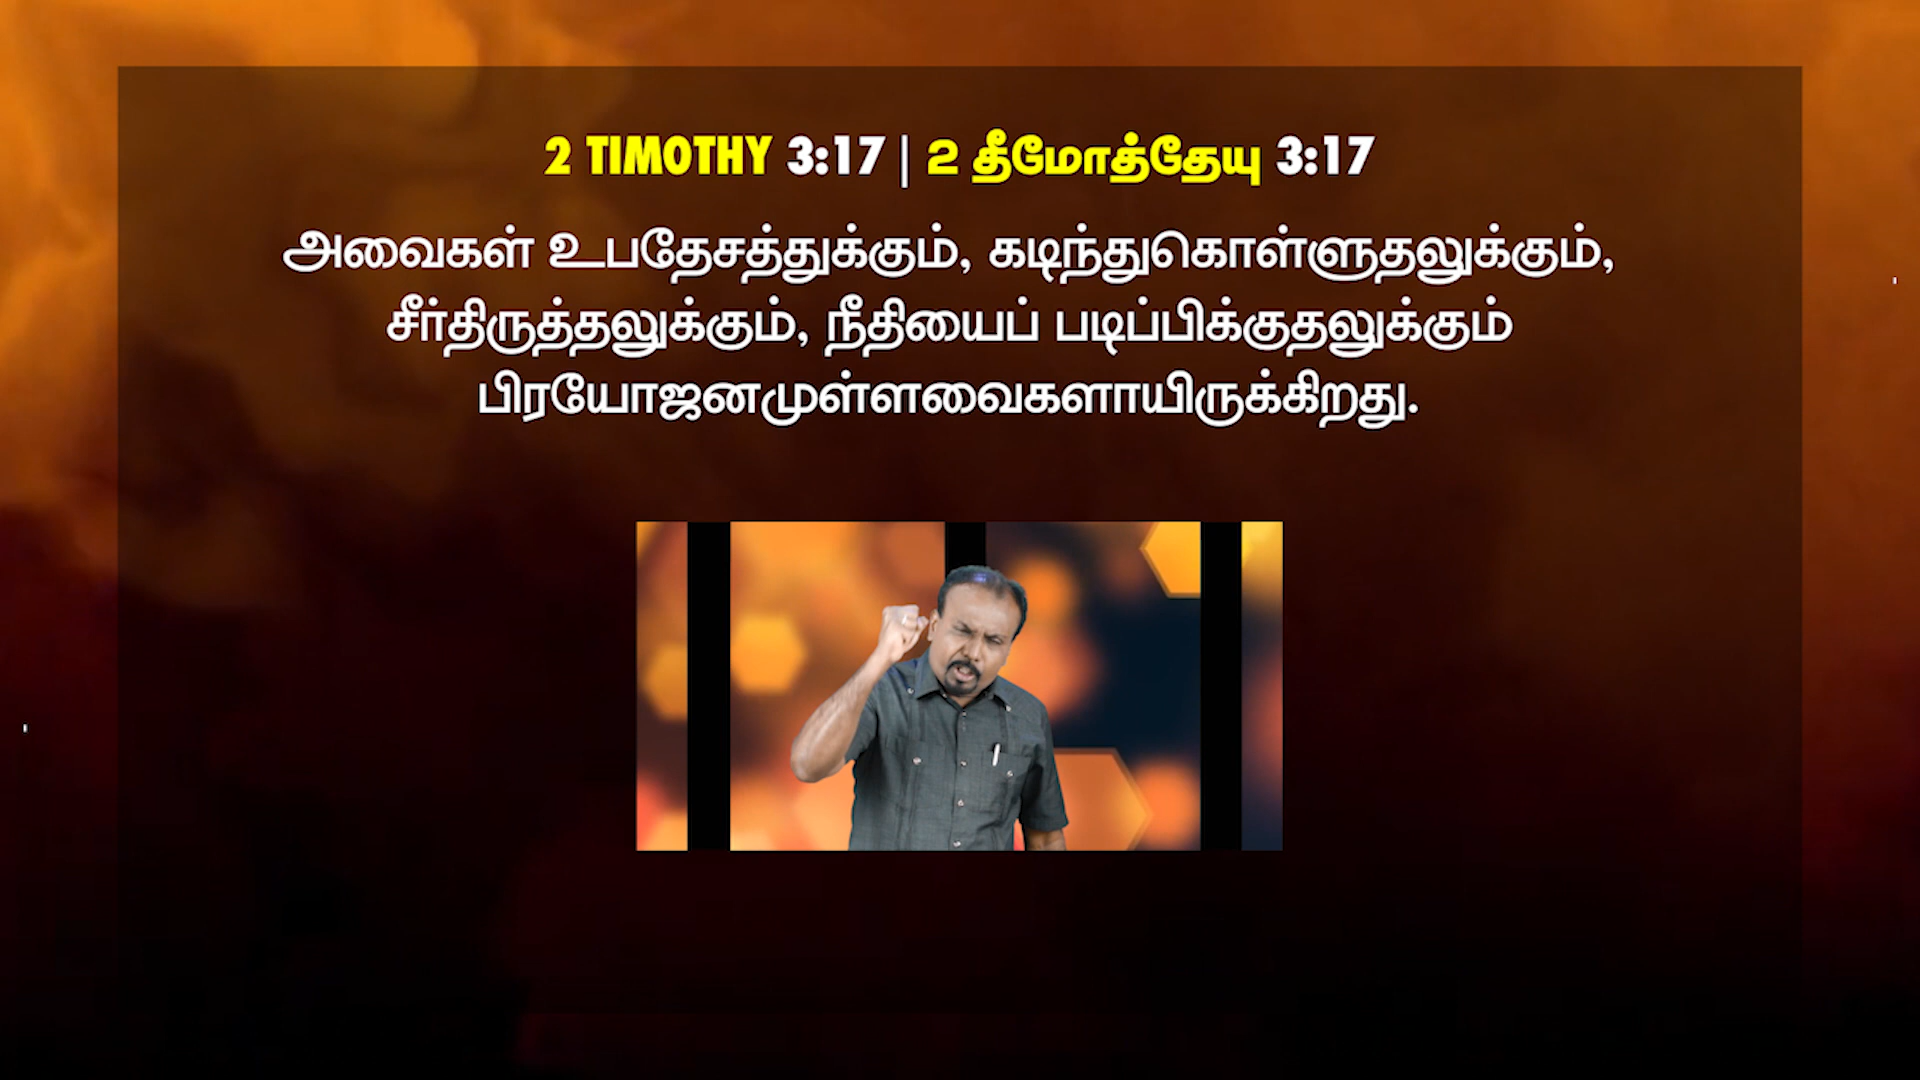 2 TIMOTHY 3:17 | 2 தீமோத்தேயு 3:17
அவைகள் உபதேசத்துக்கும், கடிந்துகொள்ளுதலுக்கும்,
சீர்திருத்தலுக்கும், நீதியைப் படிப்பிக்குதலுக்கும்
பிரயோஜனமுள்ளவைகளாயிருக்கிறது.